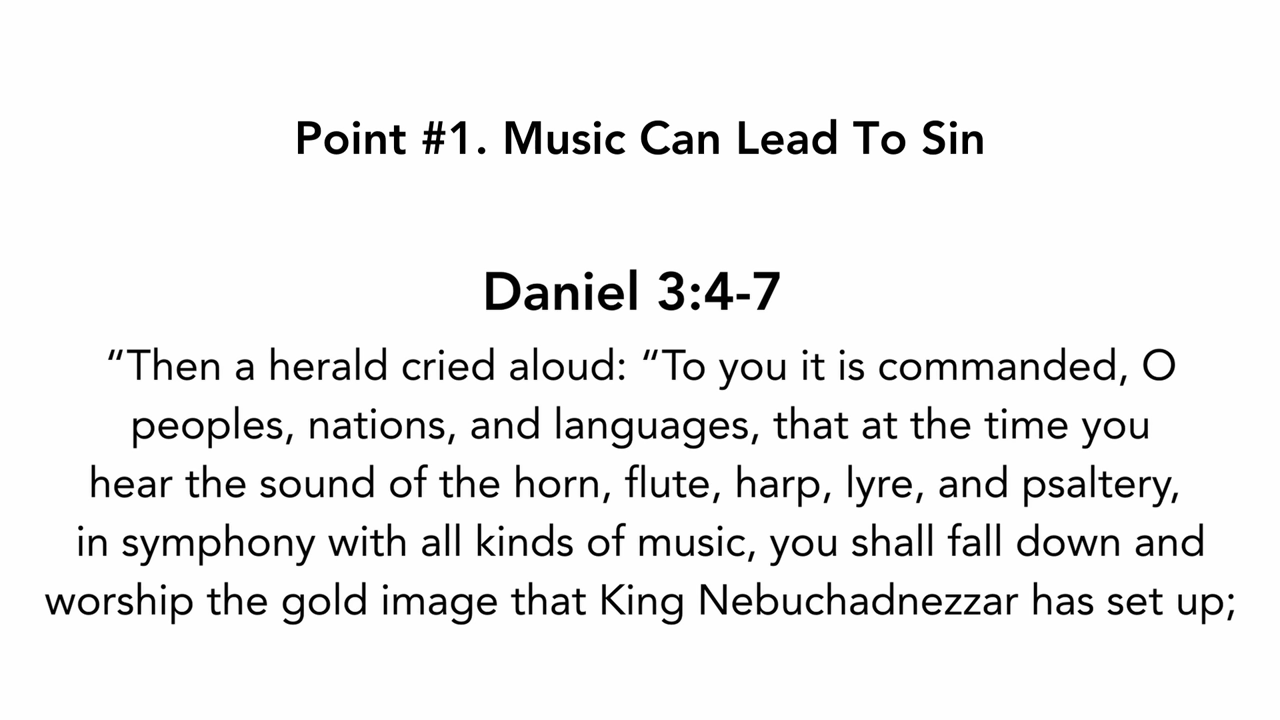 Point #1. Music Can Lead To Sin
Daniel 3:4-7
“Then a herald cried aloud: “To you it is commanded, O
peoples, nations, and languages, that at the time you
hear the sound of the horn, flute, harp, lyre, and psaltery,
in symphony with all kinds of music, you shall fall down and
worship the gold image that King Nebuchadnezzar has set up;